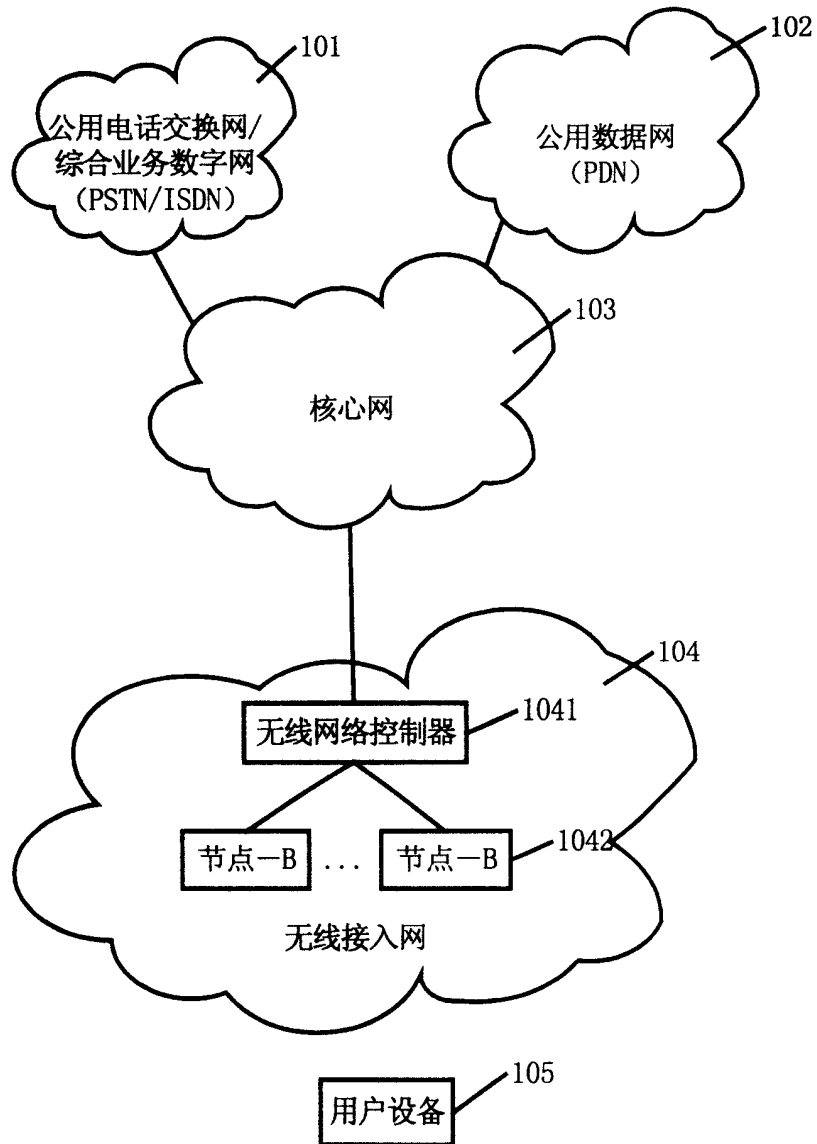 101
102
公用电话交换网/
综合业务数字网
(PSTN/ISDN)
公用数据网
(PDN)
103
核心网
104
无线网络控制器
1041
节点－B
...
节点－B
1042
无线接入网
105
用户设备